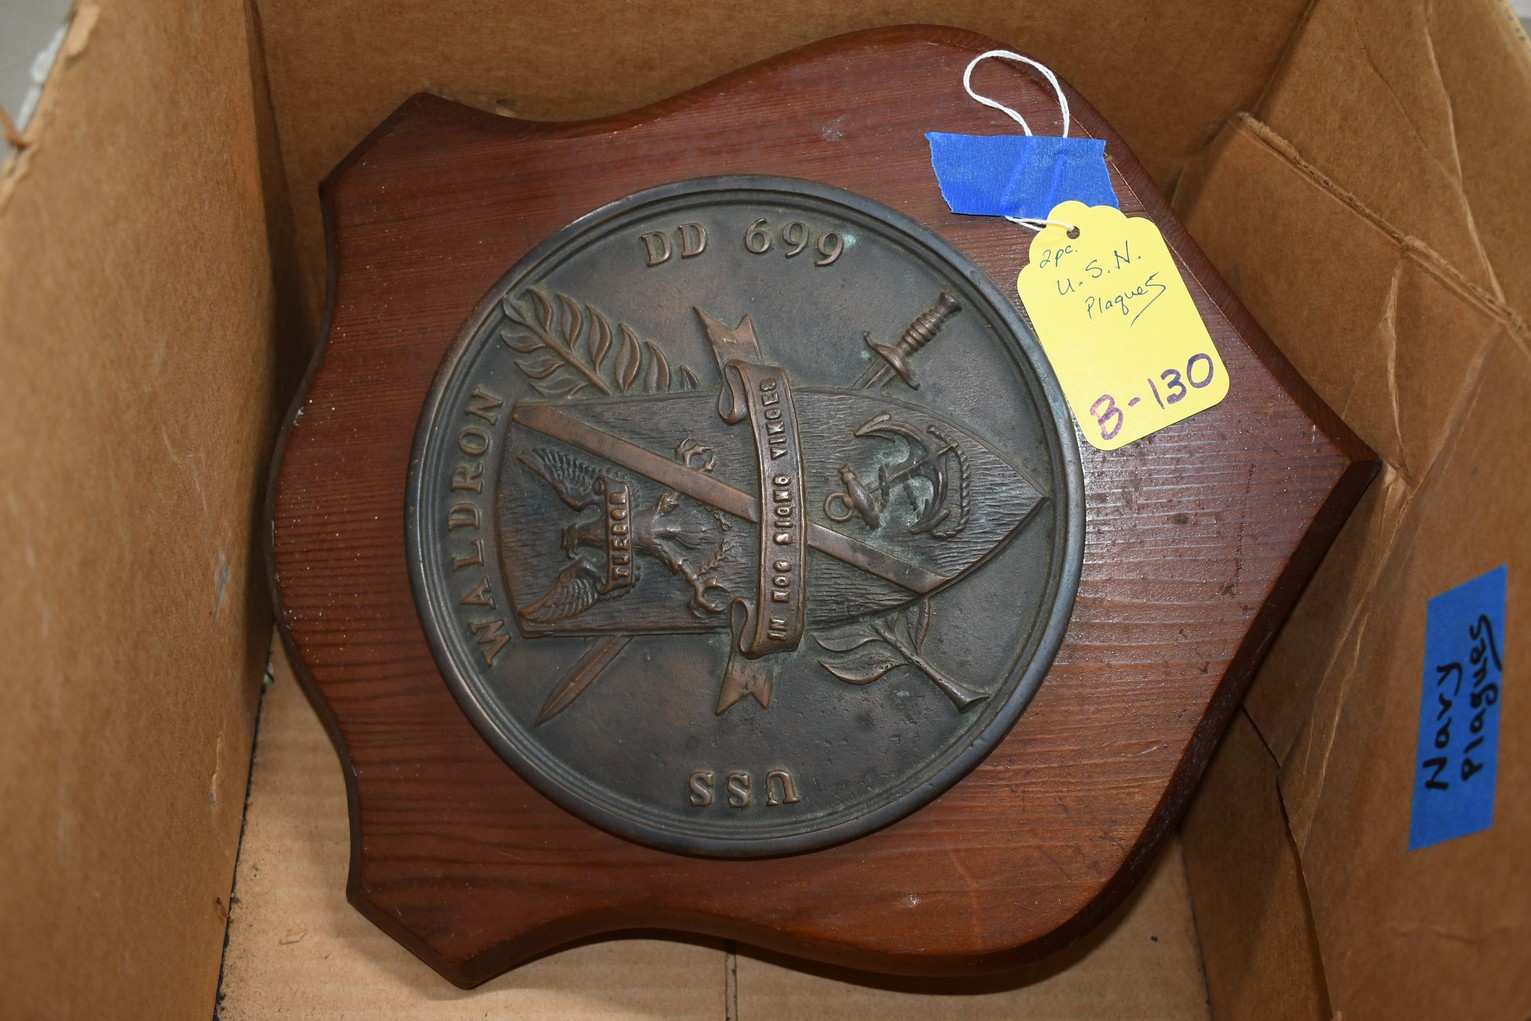 USS
WALDRON
DD 699
IN HOC SIGNO VINCES
2pc.
U.S.N.
Plaques
B-130
Navy
Plaques